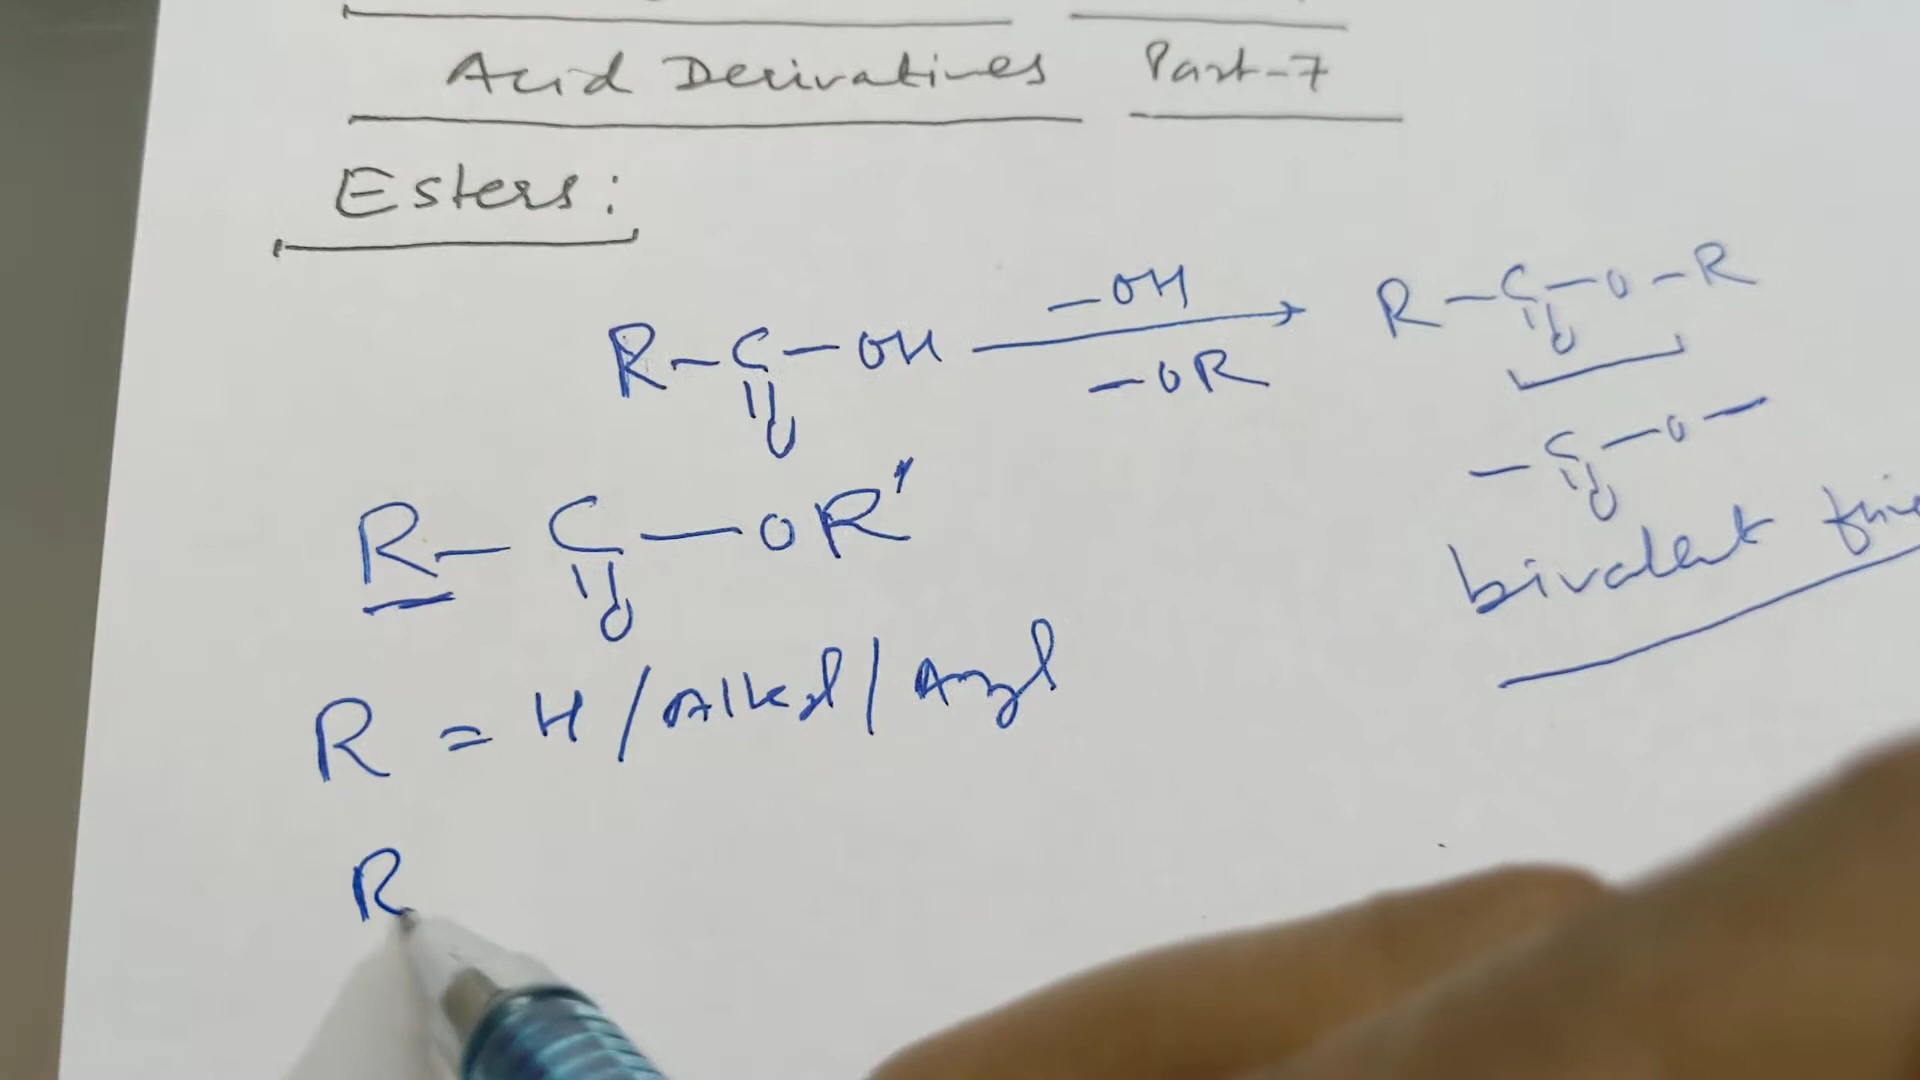 Acid Derivatives Part-7
Esters:
R-C-OH —OH R-C-O-R
O —OR O
-C-O-
O
R-C-OR'
O
bivalent
R = H/Alkyl/Aryl
R